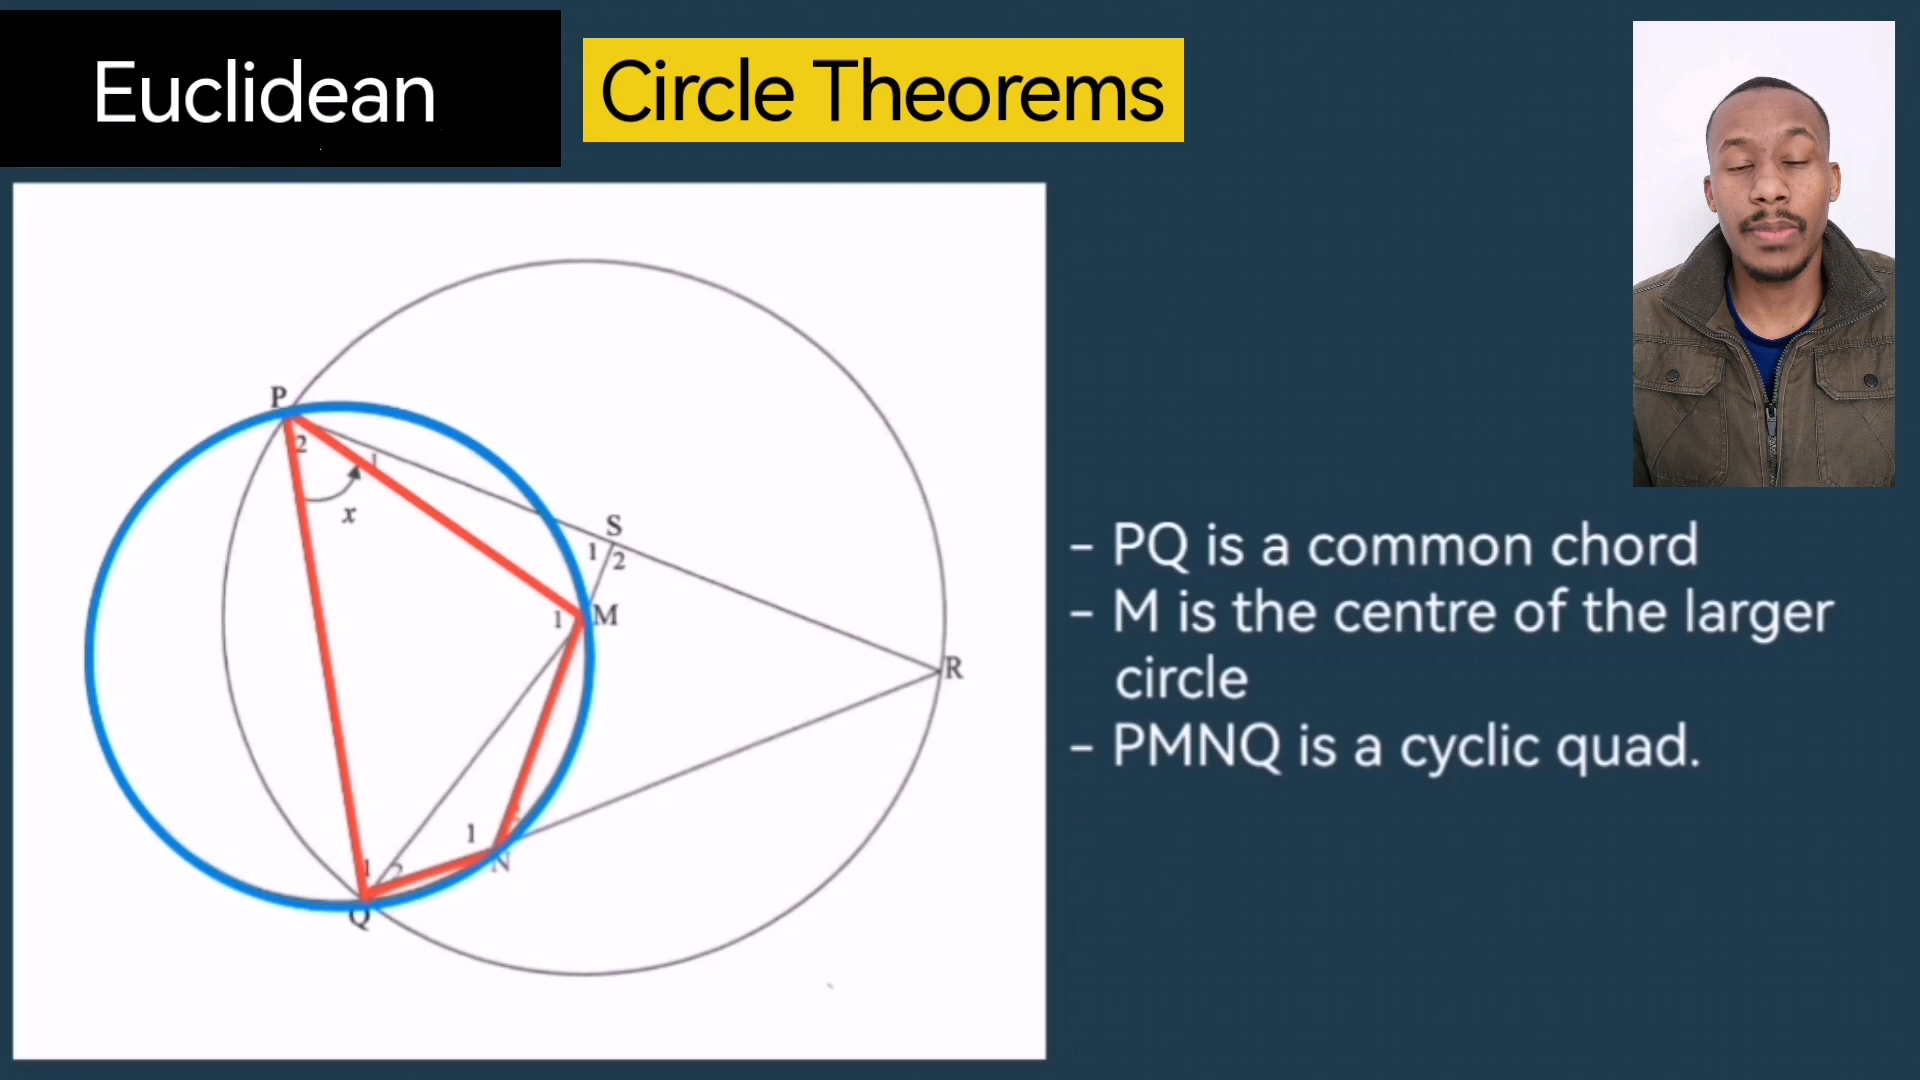 Euclidean
Circle Theorems
P
2
1
x
S
1
2
1
M
R
1
N
1
2
Q
- PQ is a common chord
- M is the centre of the larger
circle
- PMNQ is a cyclic quad.